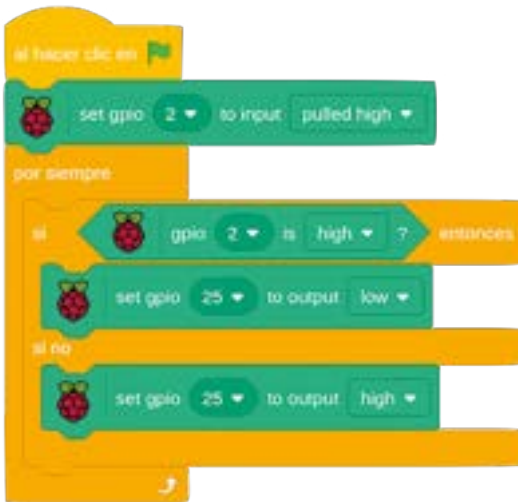 al hacer clic en
set gpio 2 to input pulled high
por siempre
si gpio 2 is high ? entonces
set gpio 25 to output low
si no
set gpio 25 to output high